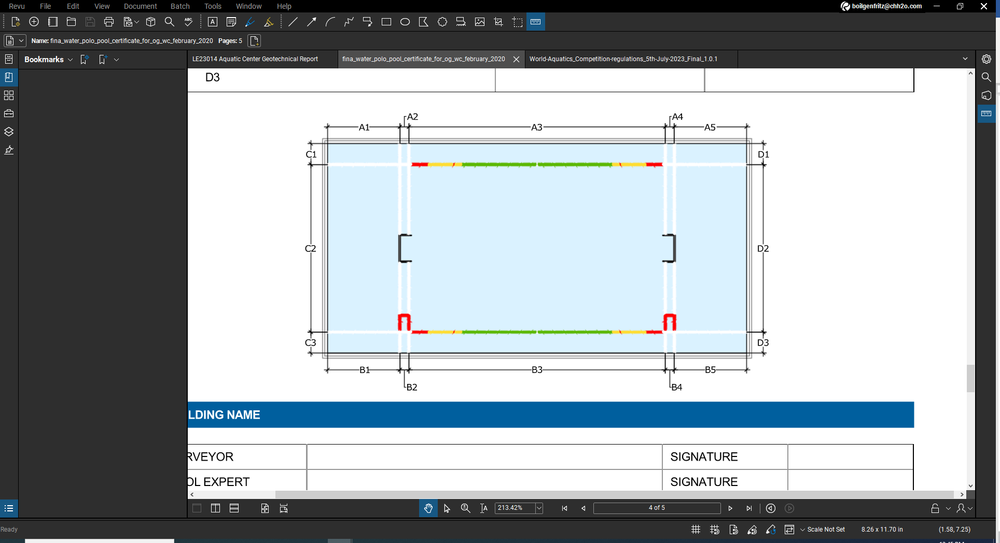 Revu File Edit View Document Batch Tools Window Help boilgenfritz@chh2o.com
ABC A
Name: fina_water_polo_pool_certificate_for_og_wc_february_2020 Pages: 5
Bookmarks
LE23014 Aquatic Center Geotechnical Report fina_water_polo_pool_certificate_for_og_wc_february_2020 World-Aquatics_Competition-regulations_5th-July-2023_Final_1.0.1
D3
A2 A4
A1 A3 A5
C1 D1
C2 D2
C3 D3
B1 B3 B5
B2 B4
LDING NAME
RVEYOR SIGNATURE
OL EXPERT SIGNATURE
213.42% 4 of 5
Ready Scale Not Set 8.26 x 11.70 in (1.58, 7.25)